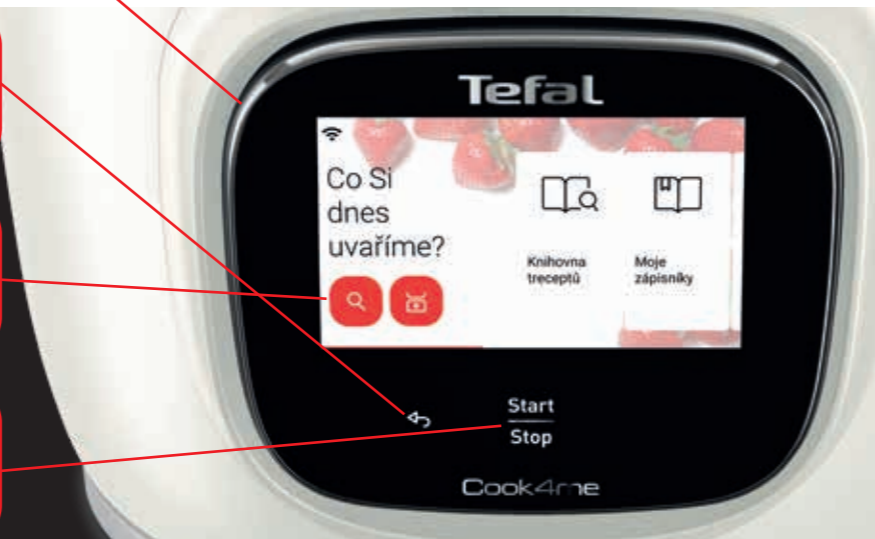 Tefal
Co Si
dnes
uvaříme?
Knihovna
treceptů
Moje
zápisníky
Start
Stop
Cook4me